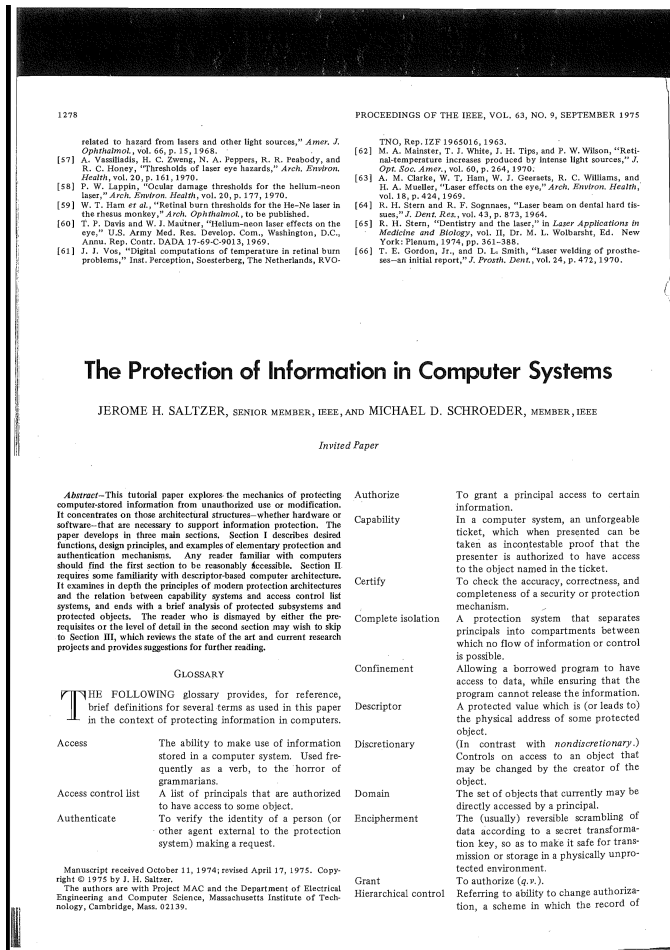 1278
PROCEEDINGS OF THE IEEE, VOL. 63, NO. 9, SEPTEMBER 1975
related to hazard from lasers and other light sources,” Amer. J.
Ophthalmol., vol. 66, p. 15, 1968.
[57] A. Vassiliadis, H. C. Zweng, N. A. Peppers, R. R. Peabody, and
R. C. Honey, “Thresholds of laser eye hazards,” Arch. Environ.
Health, vol. 20, p. 161, 1970.
[58] P. W. Lappin, “Ocular damage thresholds for the helium–neon
laser,” Arch. Environ. Health, vol. 20, p. 177, 1970.
[59] W. T. Ham et al., “Retinal burn thresholds for the He–Ne laser in
the rhesus monkey,” Arch. Ophthalmol., to be published.
[60] T. P. Davis and W. J. Mautner, “Helium–neon laser effects on the
eye,” U.S. Army Med. Res. Develop. Com., Washington, D.C.,
Annu. Rep. Contr. DADA 17-69-C-9013, 1969.
[61] J. J. Vos, “Digital computations of temperature in retinal burn
problems,” Inst. Perception, Soesterberg, The Netherlands, RVO-
TNO, Rep. IZF 1965016, 1963.
[62] M. A. Mainster, T. J. White, J. H. Tips, and P. W. Wilson, “Reti-
nal-temperature increases produced by intense light sources,” J.
Opt. Soc. Amer., vol. 60, p. 264, 1970.
[63] A. M. Clarke, W. T. Ham, W. J. Geeraets, R. C. Williams, and
H. A. Mueller, “Laser effects on the eye,” Arch. Environ. Health,
vol. 18, p. 424, 1969.
[64] R. H. Stern and R. F. Sognnaes, “Laser beam on dental hard tis-
sues,” J. Dent. Res., vol. 43, p. 873, 1964.
[65] R. H. Stern, “Dentistry and the laser,” in Laser Applications in
Medicine and Biology, vol. II, Dr. M. L. Wolbarsht, Ed. New
York: Plenum, 1974, pp. 361–388.
[66] T. E. Gordon, Jr., and D. L. Smith, “Laser welding of prosthe-
ses—an initial report,” J. Prosth. Dent., vol. 24, p. 472, 1970.
The Protection of Information in Computer Systems
JEROME H. SALTZER, SENIOR MEMBER, IEEE, AND MICHAEL D. SCHROEDER, MEMBER, IEEE
Invited Paper
Abstract—This tutorial paper explores the mechanics of protecting
computer-stored information from unauthorized use or modification.
It concentrates on those architectural structures—whether hardware or
software—that are necessary to support information protection. The
paper develops in three main sections. Section I describes desired
functions, design principles, and examples of elementary protection and
authentication mechanisms. Any reader familiar with computers
should find the first section to be reasonably accessible. Section II
requires some familiarity with descriptor-based computer architecture.
It examines in depth the principles of modern protection architectures
and the relation between capability systems and access control list
systems, and ends with a brief analysis of protected subsystems and
protected objects. The reader who is dismayed by either the pre-
requisites or the level of detail in the second section may wish to skip
to Section III, which reviews the state of the art and current research
projects and provides suggestions for further reading.
GLOSSARY
THE FOLLOWING glossary provides, for reference,
brief definitions for several terms as used in this paper
in the context of protecting information in computers.
Access The ability to make use of information
stored in a computer system. Used fre-
quently as a verb, to the horror of
grammarians.
Access control list A list of principals that are authorized
to have access to some object.
Authenticate To verify the identity of a person (or
other agent external to the protection
system) making a request.
Manuscript received October 11, 1974; revised April 17, 1975. Copy-
right © 1975 by J. H. Saltzer.
The authors are with Project MAC and the Department of Electrical
Engineering and Computer Science, Massachusetts Institute of Tech-
nology, Cambridge, Mass. 02139.
Authorize To grant a principal access to certain
information.
Capability In a computer system, an unforgeable
ticket, which when presented can be
taken as incontestable proof that the
presenter is authorized to have access
to the object named in the ticket.
Certify To check the accuracy, correctness, and
completeness of a security or protection
mechanism.
Complete isolation A protection system that separates
principals into compartments between
which no flow of information or control
is possible.
Confinement Allowing a borrowed program to have
access to data, while ensuring that the
program cannot release the information.
Descriptor A protected value which is (or leads to)
the physical address of some protected
object.
Discretionary (In contrast with nondiscretionary.)
Controls on access to an object that
may be changed by the creator of the
object.
Domain The set of objects that currently may be
directly accessed by a principal.
Encipherment The (usually) reversible scrambling of
data according to a secret transforma-
tion key, so as to make it safe for trans-
mission or storage in a physically unpro-
tected environment.
Grant To authorize (q.v.).
Hierarchical control Referring to ability to change authoriza-
tion, a scheme in which the record of